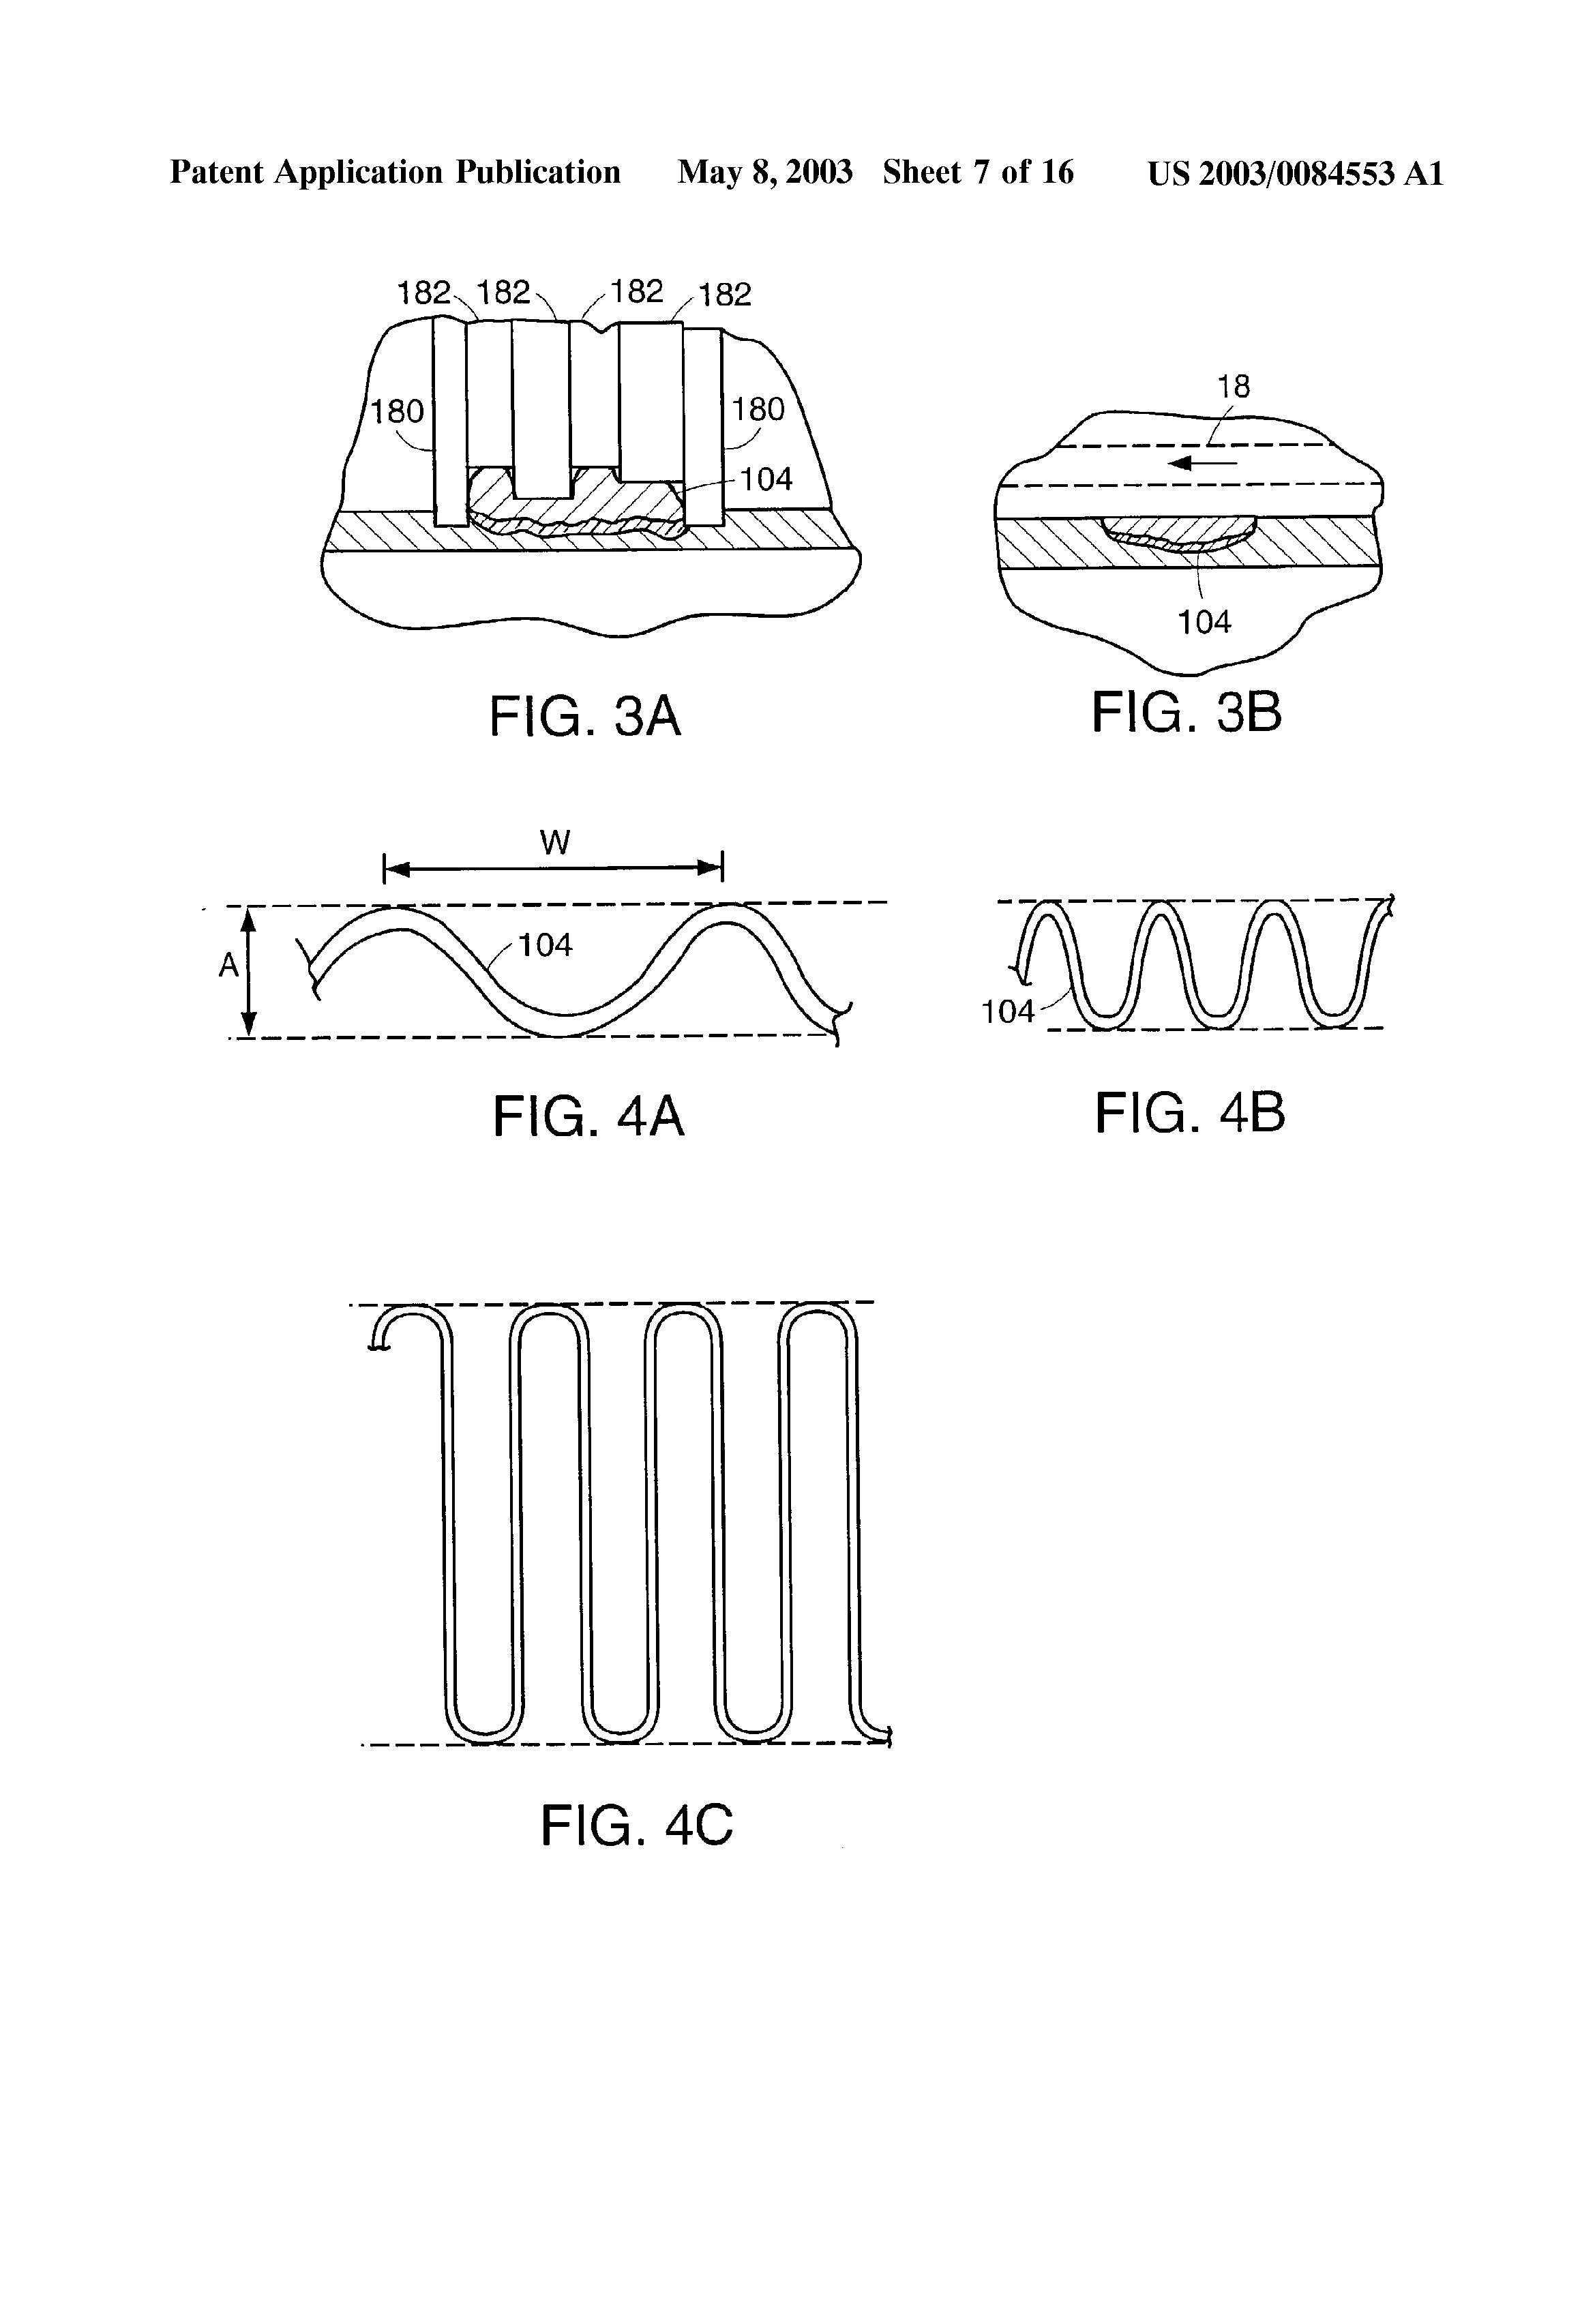 Patent Application Publication May 8, 2003 Sheet 7 of 16 US 2003/0084553 A1
182 182 182 182
180 180
104
FIG. 3A
18
104
FIG. 3B
W
A
104
FIG. 4A
104
FIG. 4B
FIG. 4C